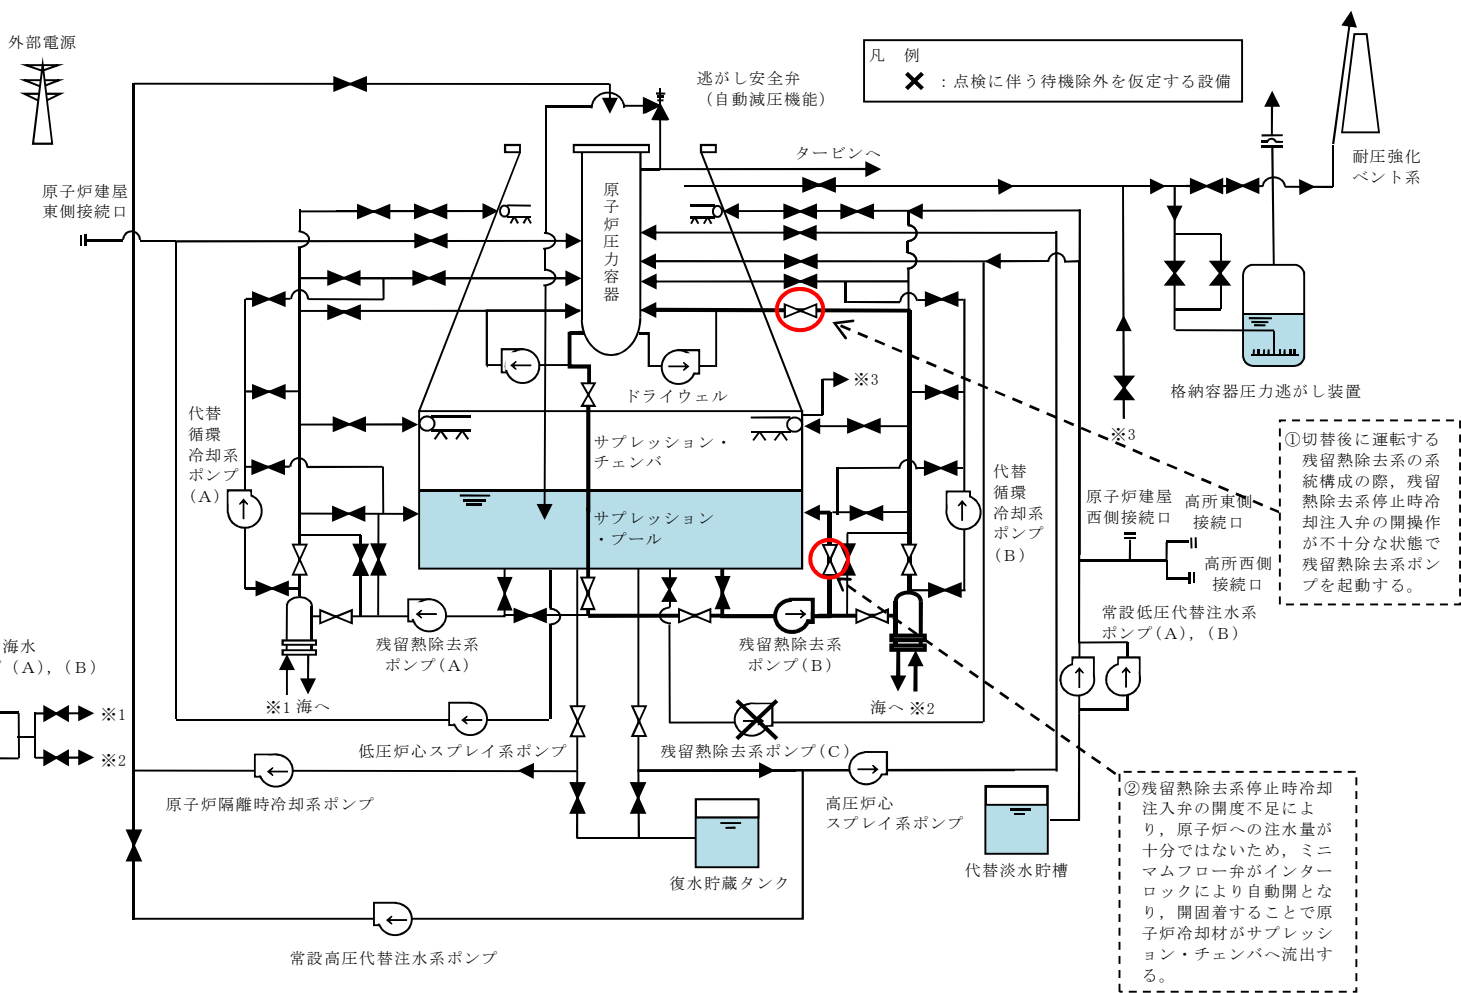 外部電源
凡　例
：点検に伴う待機除外を仮定する設備
逃がし安全弁
（自動減圧機能）
タービンへ
耐圧強化
ベント系
原子炉建屋
東側接続口
原子炉圧力容器
ドライウェル
※3
格納容器圧力逃がし装置
※3
代替
循環
冷却系
ポンプ
(A)
サプレッション・
チェンバ
サプレッション
・プール
代替
循環
冷却系
ポンプ
(B)
①切替後に運転する
残留熱除去系の系
統構成の際，残留
熱除去系停止時冷
却注入弁の開操作
が不十分な状態で
残留熱除去系ポン
プを起動する。
原子炉建屋
西側接続口
高所東側
接続口
高所西側
接続口
常設低圧代替注水系
ポンプ(A)，(B)
残留熱除去系
ポンプ(A)
残留熱除去系
ポンプ(B)
海水
(A)，(B)
※1 海へ
海へ ※2
※1
※2
低圧炉心スプレイ系ポンプ
残留熱除去系ポンプ(C)
原子炉隔離時冷却系ポンプ
高圧炉心
スプレイ系ポンプ
復水貯蔵タンク
代替淡水貯槽
常設高圧代替注水系ポンプ
②残留熱除去系停止時冷却
注入弁の開度不足によ
り，原子炉への注水量が
十分ではないため，ミニ
マムフロー弁がインター
ロックにより自動開とな
り，開固着することで原
子炉冷却材がサプレッシ
ョン・チェンバへ流出す
る。